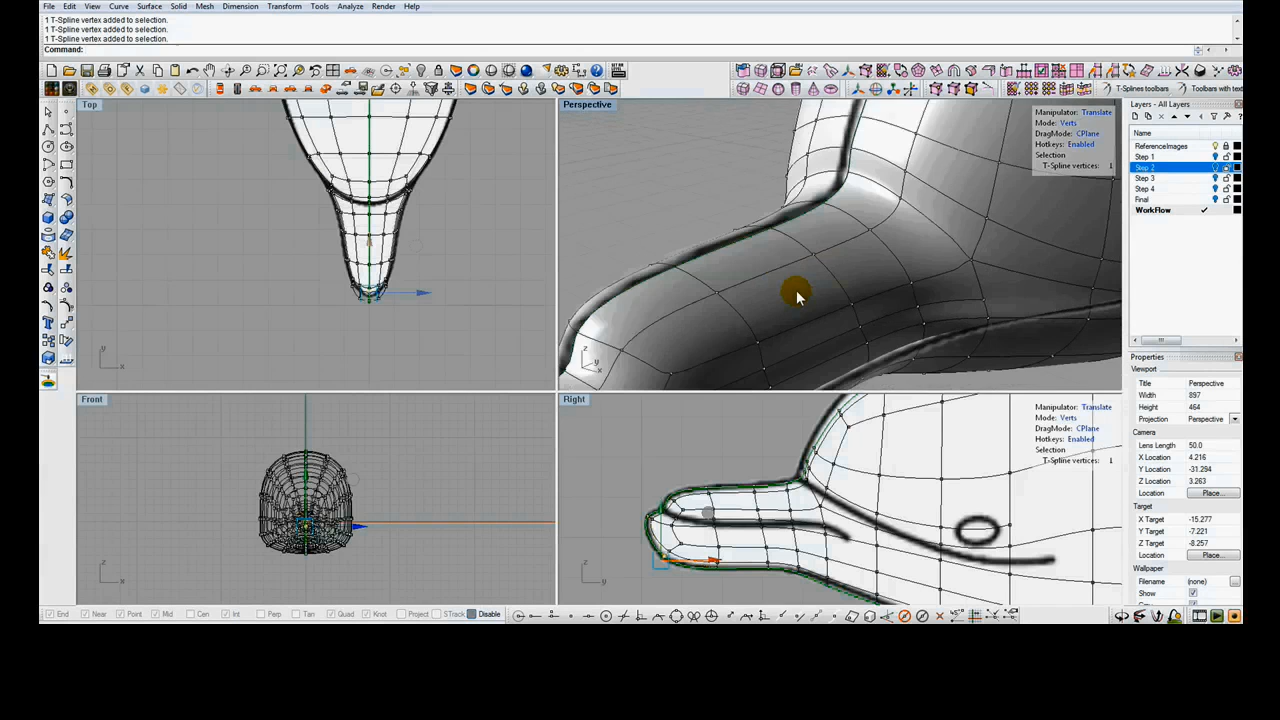 File Edit View Curve Surface Solid Mesh Dimension Transform Tools Analyze Render Help
1 T-Spline vertex added to selection.
1 T-Spline vertex added to selection.
1 T-Spline vertex added to selection.
Command:
T-Splines toolbars
Toolbars with text
Top
Perspective
Manipulator: Translate
Mode: Verts
DragMode: CPlane
Hotkeys: Enabled
Selection
T-Spline vertices: 1
y
x
z
y
x
Front
Right
Manipulator: Translate
Mode: Verts
DragMode: CPlane
Hotkeys: Enabled
Selection
T-Spline vertices: 1
z
x
z
y
Layers - All Layers
Name
ReferenceImages
Step 1
Step 2
Step 3
Step 4
Final
WorkFlow
Properties
Viewport
Title Perspective
Width 897
Height 464
Projection Perspective
Camera
Lens Length 50.0
X Location 4.216
Y Location -31.294
Z Location 3.263
Location Place...
Target
X Target -15.277
Y Target -7.221
Z Target -8.257
Location Place...
Wallpaper
Filename (none)
Show
End Near Point Mid Cen Int Perp Tan Quad Knot Project STrack Disable